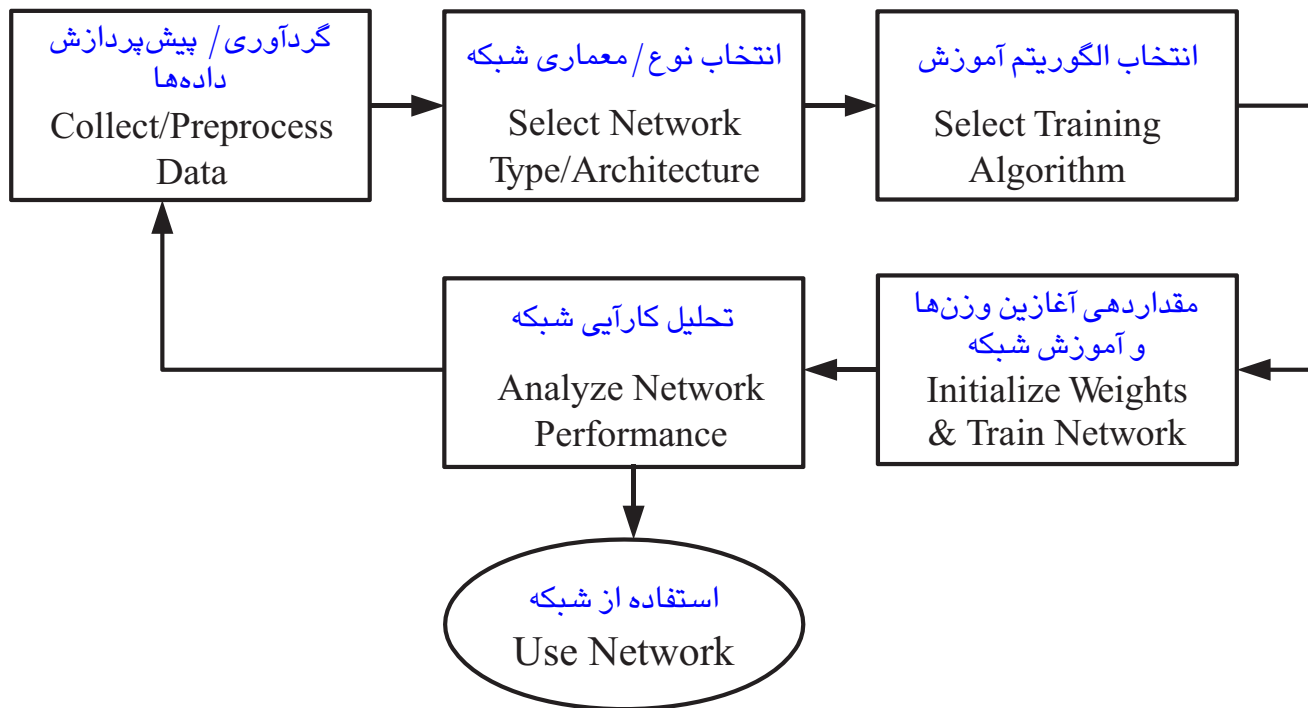 گردآوری/ پیش‌پردازش
داده‌ها
Collect/Preprocess
Data
انتخاب نوع/معماری شبکه
Select Network
Type/Architecture
انتخاب الگوریتم آموزش
Select Training
Algorithm
مقداردهی آغازین وزن‌ها
و آموزش شبکه
Initialize Weights
& Train Network
تحلیل کارآیی شبکه
Analyze Network
Performance
استفاده از شبکه
Use Network